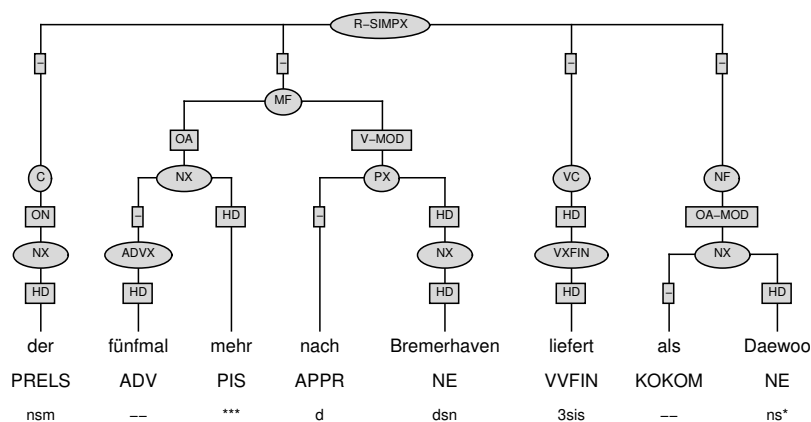 R-SIMPX
– – – –
MF
OA V-MOD
C NX PX VC NF
ON – HD – HD HD OA-MOD
NX ADVX NX VXFIN NX
HD HD HD HD – HD
der fünfmal mehr nach Bremerhaven liefert als Daewoo
PRELS ADV PIS APPR NE VVFIN KOKOM NE
nsm –– *** d dsn 3sis –– ns*